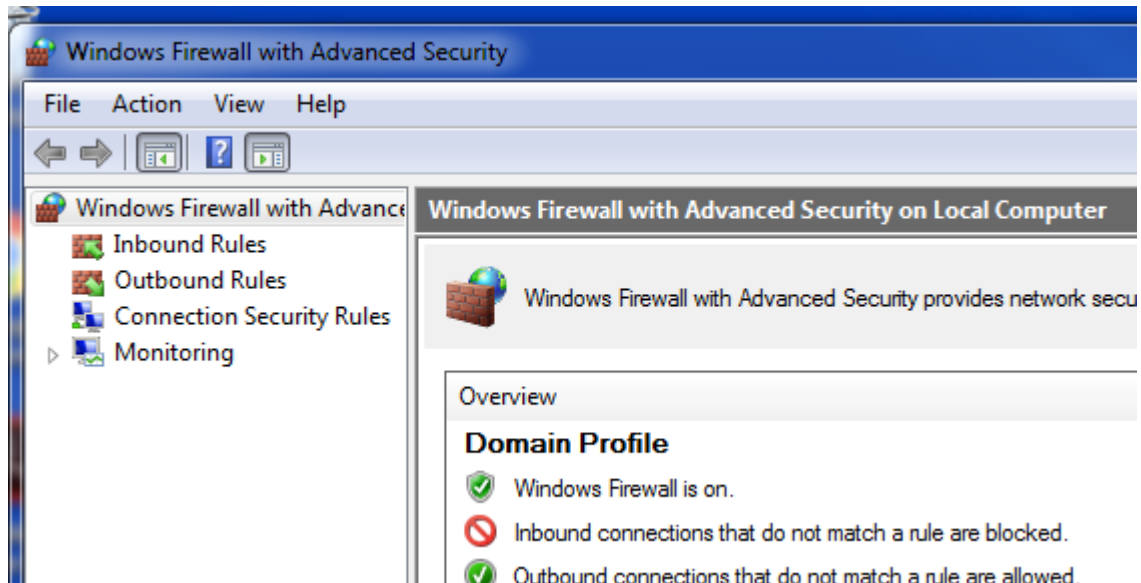 Windows Firewall with Advanced Security
File Action View Help
Windows Firewall with Advance
Inbound Rules
Outbound Rules
Connection Security Rules
Monitoring
Windows Firewall with Advanced Security on Local Computer
Windows Firewall with Advanced Security provides network secu
Overview
Domain Profile
Windows Firewall is on.
Inbound connections that do not match a rule are blocked.
Outbound connections that do not match a rule are allowed.